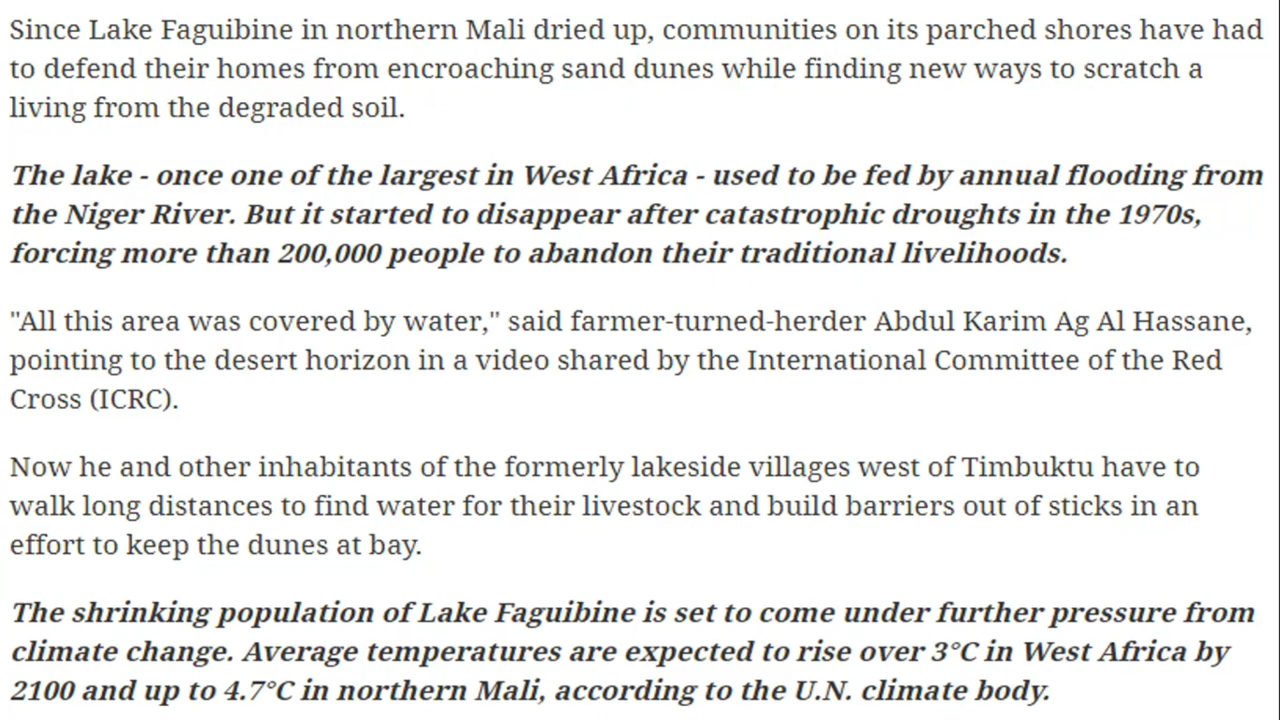 Since Lake Faguibine in northern Mali dried up, communities on its parched shores have had
to defend their homes from encroaching sand dunes while finding new ways to scratch a
living from the degraded soil.
The lake - once one of the largest in West Africa - used to be fed by annual flooding from
the Niger River. But it started to disappear after catastrophic droughts in the 1970s,
forcing more than 200,000 people to abandon their traditional livelihoods.
"All this area was covered by water," said farmer-turned-herder Abdul Karim Ag Al Hassane,
pointing to the desert horizon in a video shared by the International Committee of the Red
Cross (ICRC).
Now he and other inhabitants of the formerly lakeside villages west of Timbuktu have to
walk long distances to find water for their livestock and build barriers out of sticks in an
effort to keep the dunes at bay.
The shrinking population of Lake Faguibine is set to come under further pressure from
climate change. Average temperatures are expected to rise over 3°C in West Africa by
2100 and up to 4.7°C in northern Mali, according to the U.N. climate body.